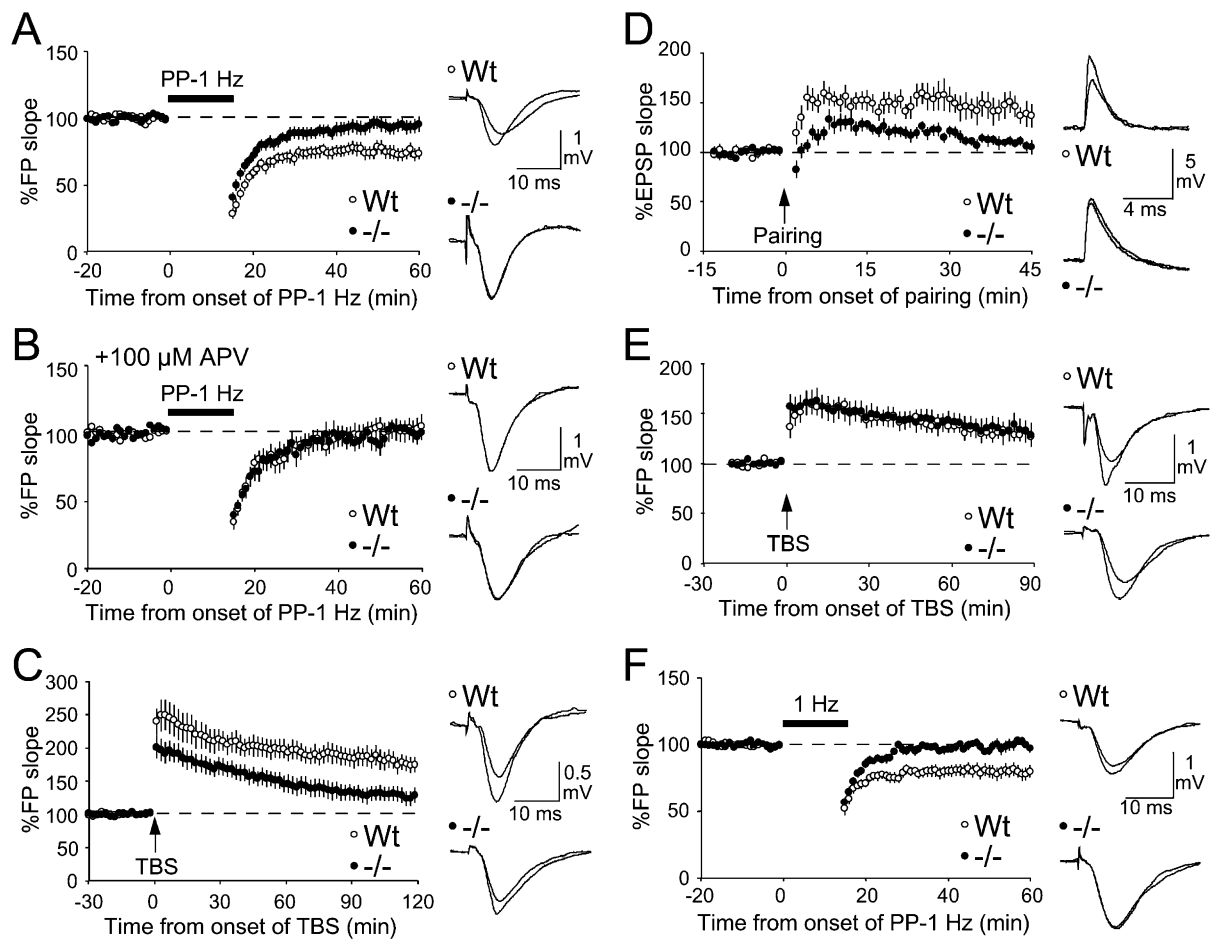 A
150
100
50
0
%FP slope
PP-1 Hz
Wt
-/-
-20 0 20 40 60
Time from onset of PP-1 Hz (min)
Wt
1
mV
10 ms
-/-
B
+100 µM APV
150
100
50
0
%FP slope
PP-1 Hz
Wt
-/-
-20 0 20 40 60
Time from onset of PP-1 Hz (min)
Wt
1
mV
10 ms
-/-
C
300
250
200
150
100
50
0
%FP slope
TBS
Wt
-/-
-30 0 30 60 90 120
Time from onset of TBS (min)
Wt
0.5
mV
10 ms
-/-
D
200
150
100
50
0
%EPSP slope
Pairing
Wt
-/-
-15 0 15 30 45
Time from onset of pairing (min)
Wt
5
mV
4 ms
-/-
E
200
150
100
50
0
%FP slope
TBS
Wt
-/-
-30 0 30 60 90
Time from onset of TBS (min)
Wt
1
mV
10 ms
-/-
F
150
100
50
0
%FP slope
1 Hz
Wt
-/-
-20 0 20 40 60
Time from onset of PP-1 Hz (min)
Wt
1
mV
10 ms
-/-